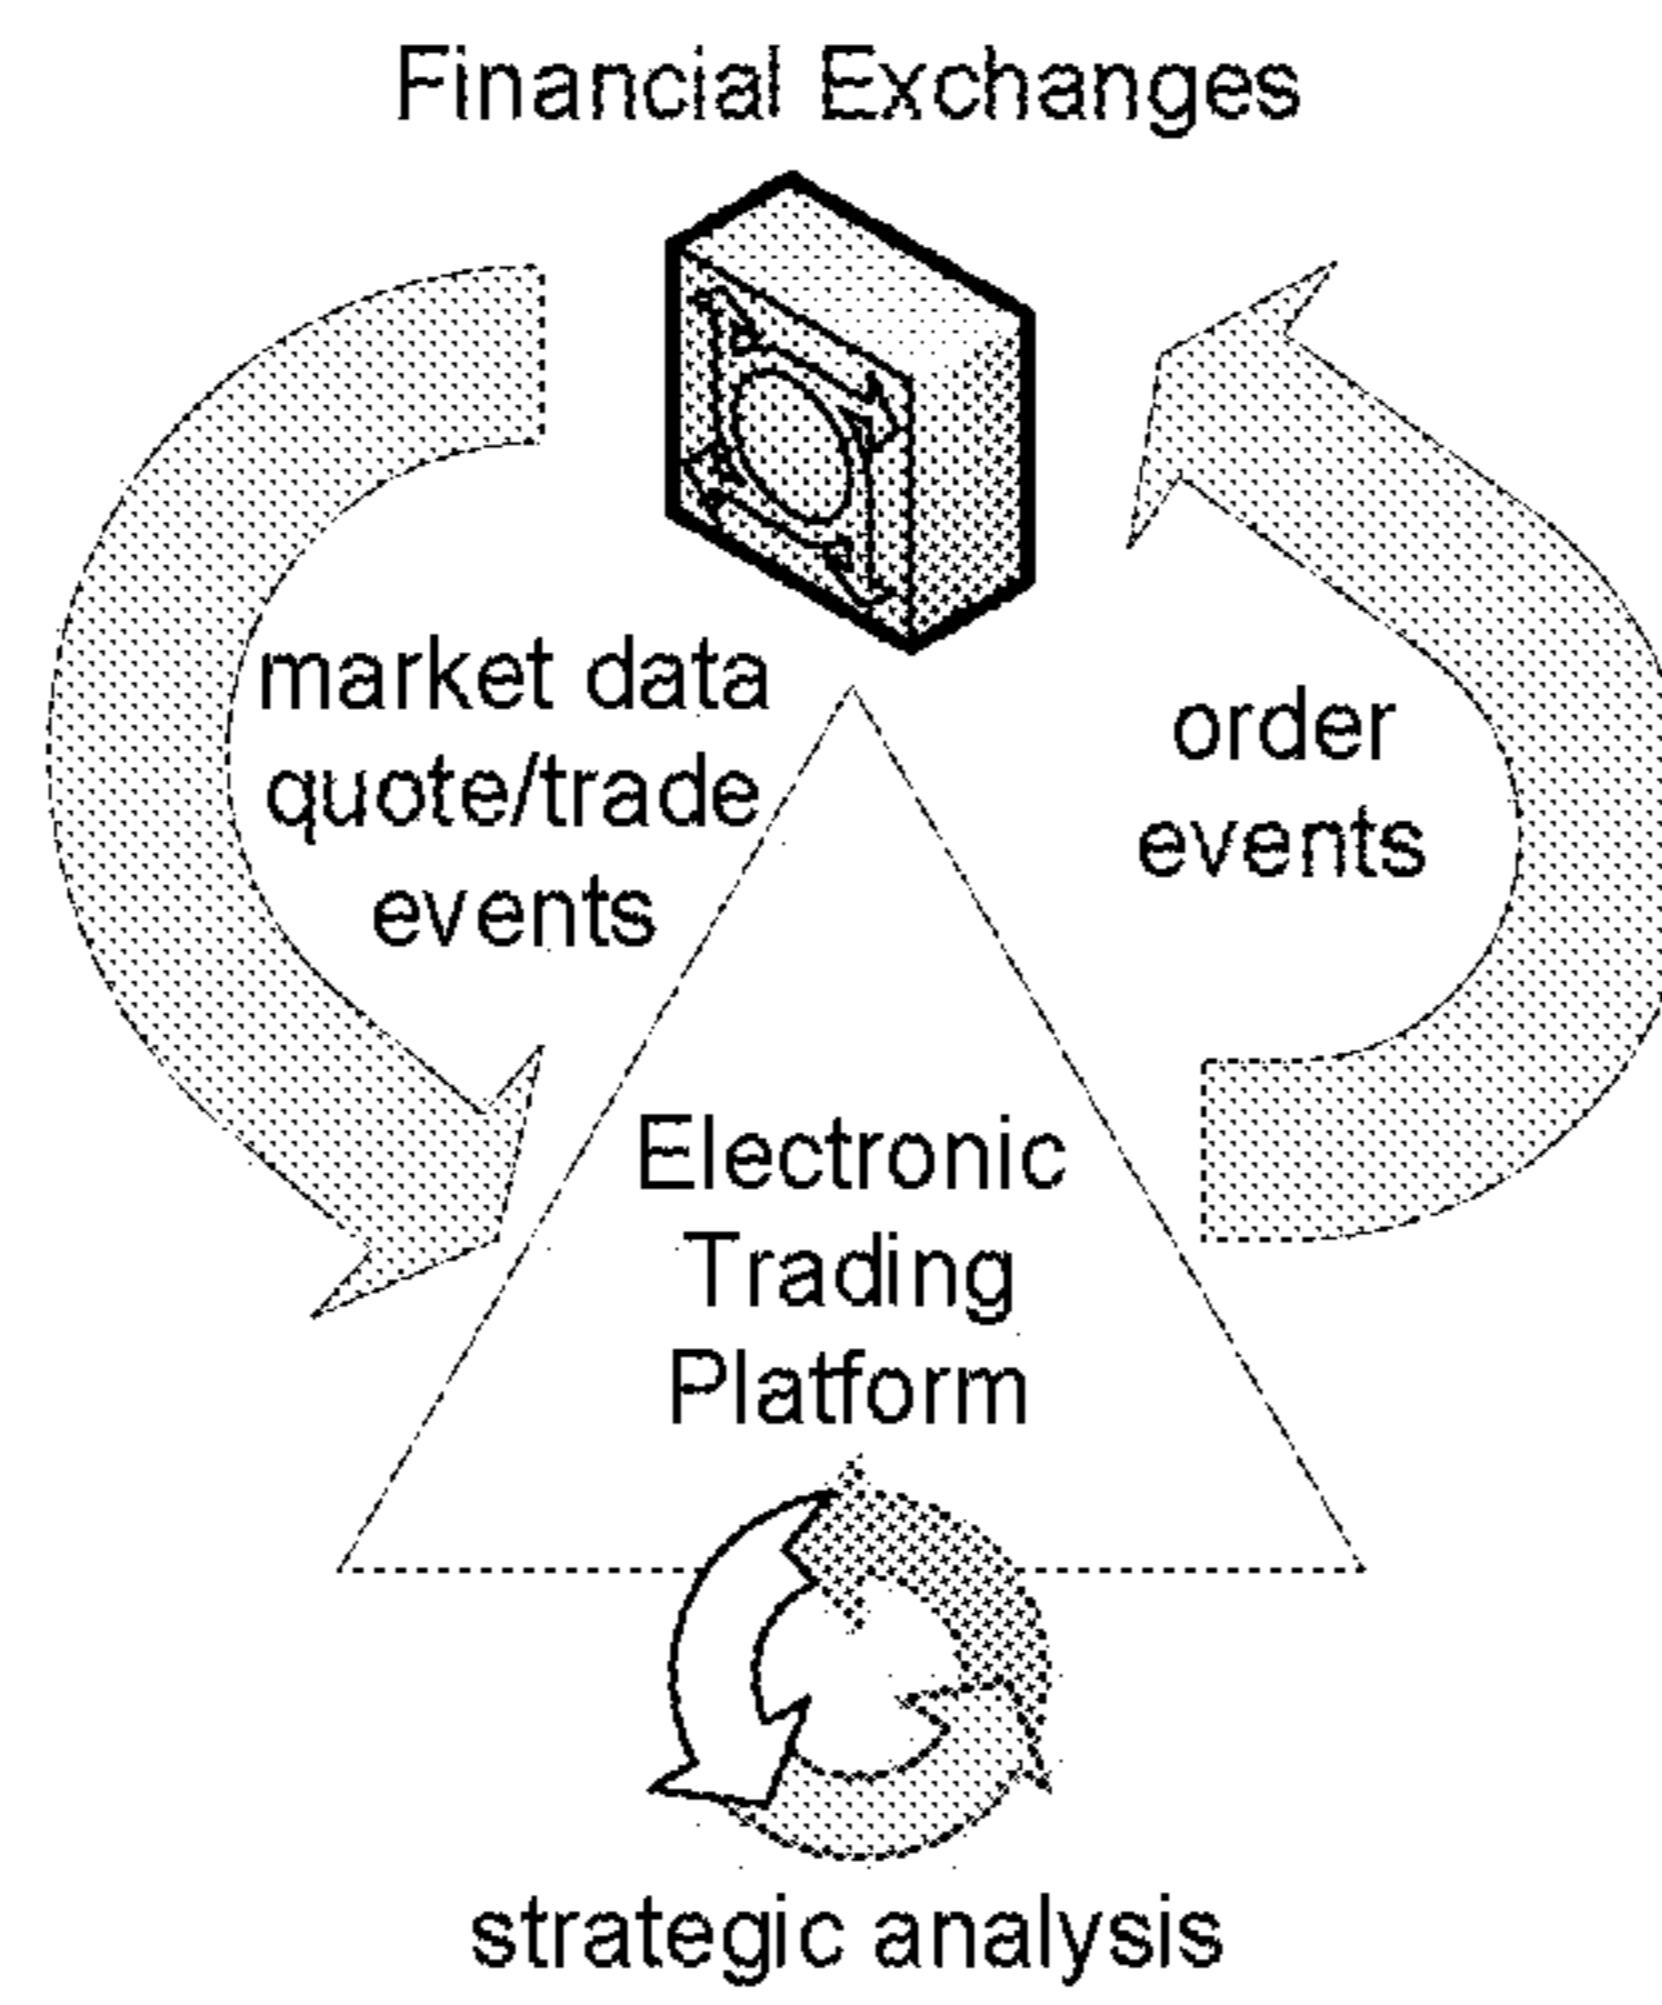 Financial Exchanges
market data
quote/trade
events
order
events
Electronic
Trading
Platform
strategic analysis